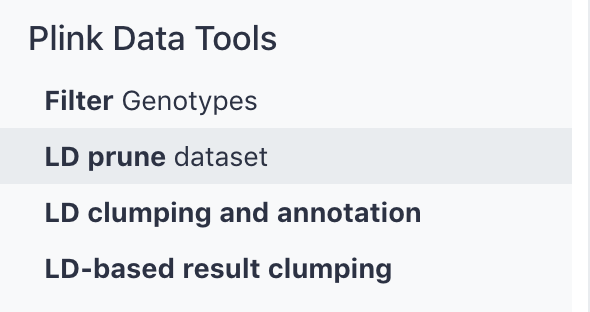 Plink Data Tools
Filter Genotypes
LD prune dataset
LD clumping and annotation
LD-based result clumping